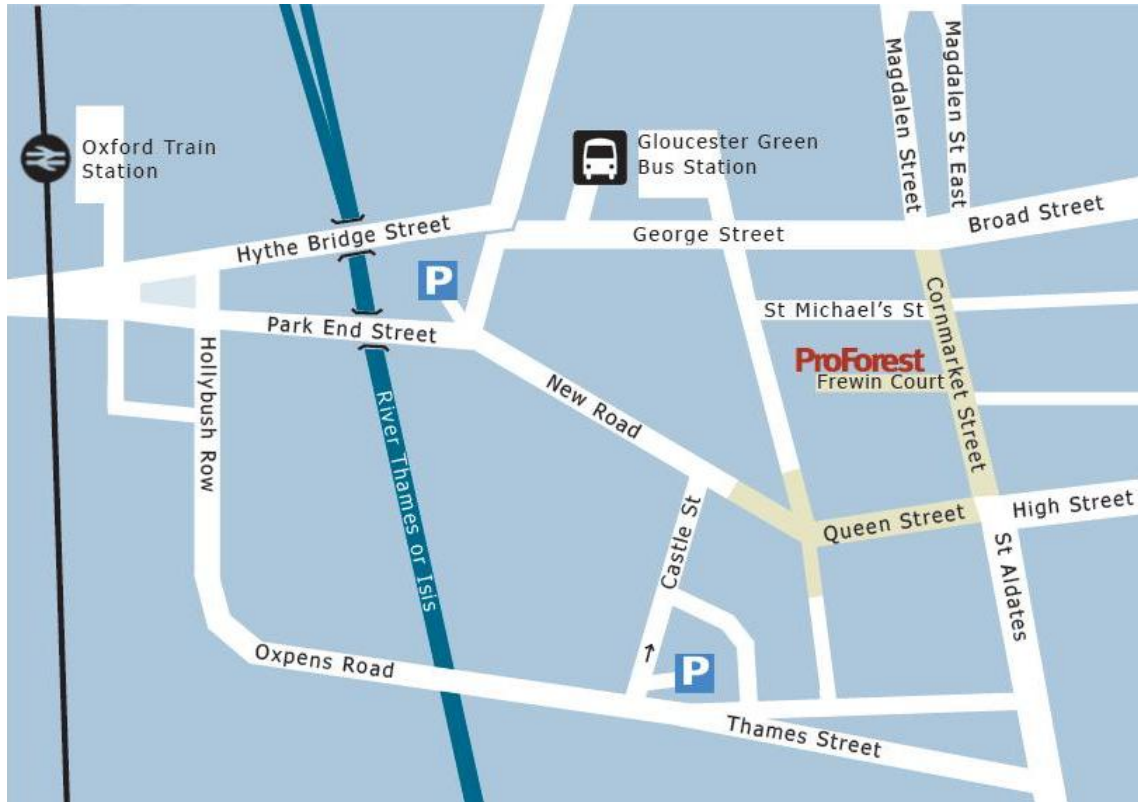 Magdalen Street
Magdalen St East
Oxford Train
Station
Gloucester Green
Bus Station
Broad Street
Hythe Bridge Street
George Street
P
Cornmarket Street
St Michael's St
Park End Street
ProForest
Frewin Court
Hollybush Row
New Road
River Thames or Isis
Queen Street
High Street
Castle St
St Aldates
Oxpens Road
P
Thames Street